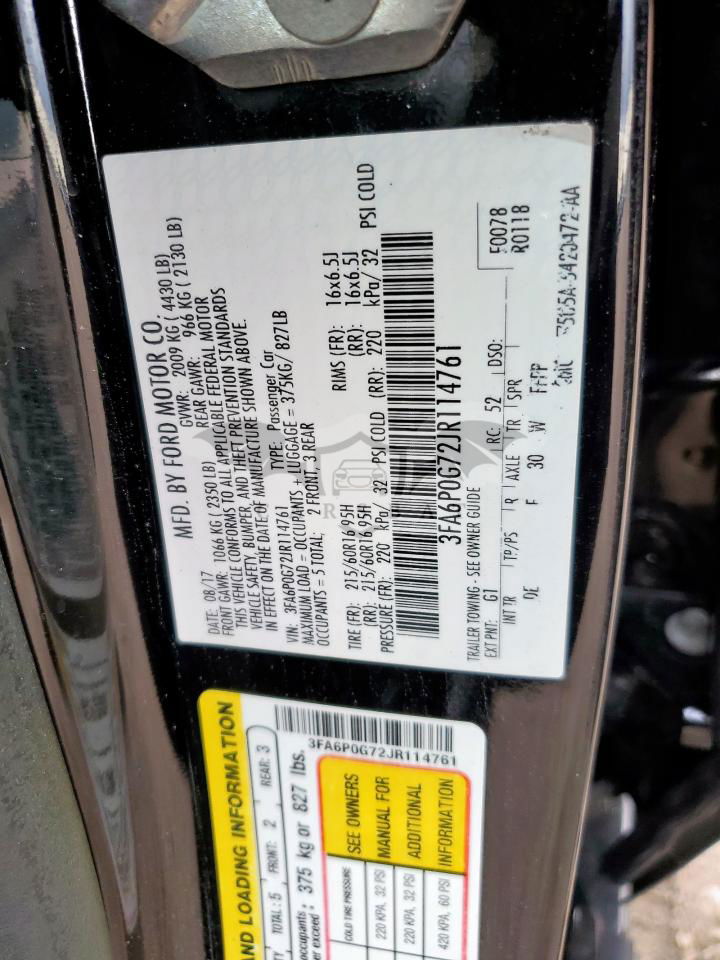 MFD. BY FORD MOTOR CO.
DATE: 08/17 GVWR: 2009 KG ( 4430 LB)
FRONT GAWR: 1066 KG ( 2350 LB) REAR GAWR: 966 KG ( 2130 LB)
THIS VEHICLE CONFORMS TO ALL APPLICABLE FEDERAL MOTOR
VEHICLE SAFETY, BUMPER, AND THEFT PREVENTION STANDARDS
IN EFFECT ON THE DATE OF MANUFACTURE SHOWN ABOVE.
VIN: 3FA6P0G72JR114761 TYPE: Passenger Car
MAXIMUM LOAD = OCCUPANTS + LUGGAGE = 375KG/ 827LB
OCCUPANTS = 5 TOTAL: 2 FRONT, 3 REAR
TIRE (FR): 215/60R16 95H RIMS (FR): 16x6.5J
(RR): 215/60R16 95H (RR): 16x6.5J
PRESSURE (FR): 220 kPa/ 32 PSI COLD (RR): 220 kPa/ 32 PSI COLD
3FA6P0G72JR114761
TRAILER TOWING - SEE OWNER GUIDE
EXT PNT: G1 RC: 52 DSO: F0078
R0118
INT TR TP/PS R AXLE TR SPR
DE F 30 W
AND LOADING INFORMATION
TOTAL: 5 FRONT: 2 REAR: 3
375 kg or 827 lbs.
3FA6P0G72JR114761
COLD TIRE PRESSURE SEE OWNERS
220 KPA, 32 PSI MANUAL FOR
220 KPA, 32 PSI ADDITIONAL
420 KPA, 60 PSI INFORMATION